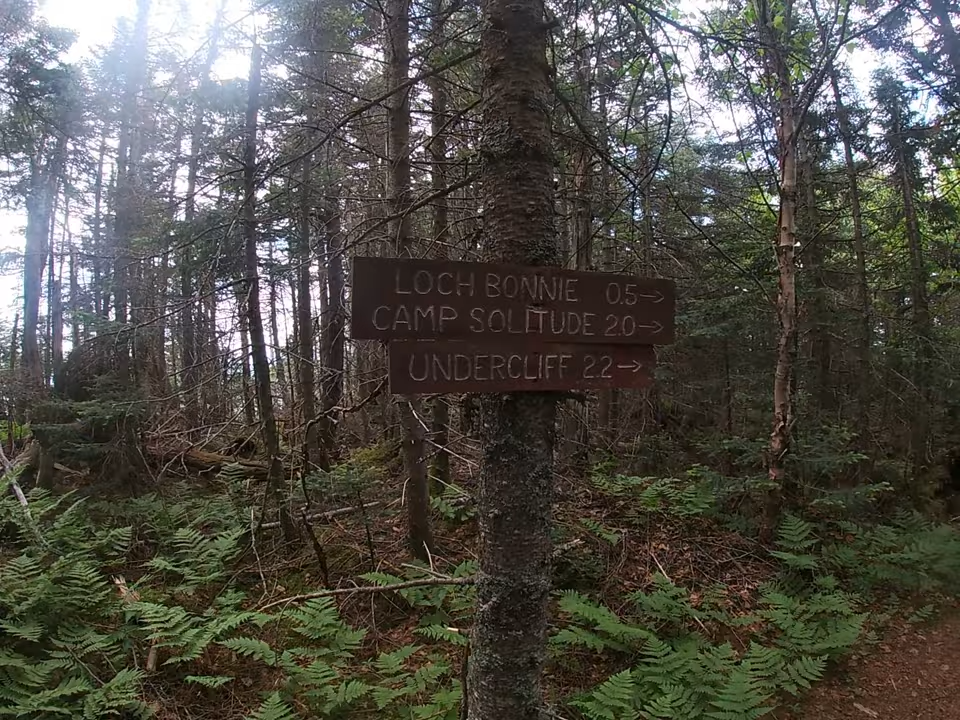 LOCH BONNIE 0.5→
CAMP SOLITUDE 2.0→
UNDERCLIFF 2.2→